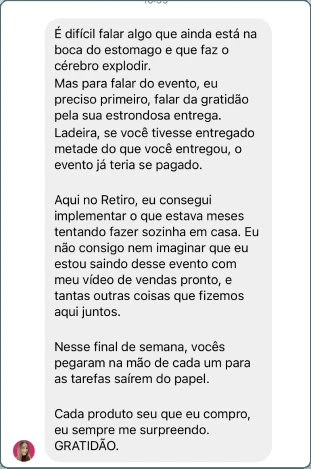 É difícil falar algo que ainda está na
boca do estomago e que faz o
cérebro explodir.
Mas para falar do evento, eu
preciso primeiro, falar da gratidão
pela sua estrondosa entrega.
Ladeira, se você tivesse entregado
metade do que você entregou, o
evento já teria se pagado.
Aqui no Retiro, eu consegui
implementar o que estava meses
tentando fazer sozinha em casa. Eu
não consigo nem imaginar que eu
estou saindo desse evento com
meu vídeo de vendas pronto, e
tantas outras coisas que fizemos
aqui juntos.
Nesse final de semana, vocês
pegaram na mão de cada um para
as tarefas saírem do papel.
Cada produto seu que eu compro,
eu sempre me surpreendo.
GRATIDÃO.